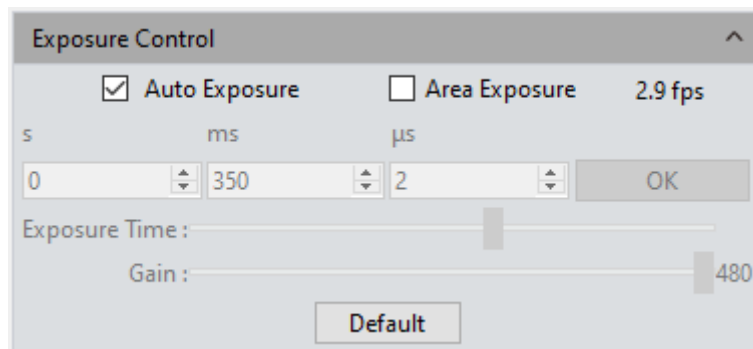 Exposure Control
Auto Exposure Area Exposure 2.9 fps
s ms µs
0 350 2 OK
Exposure Time :
Gain : 480
Default